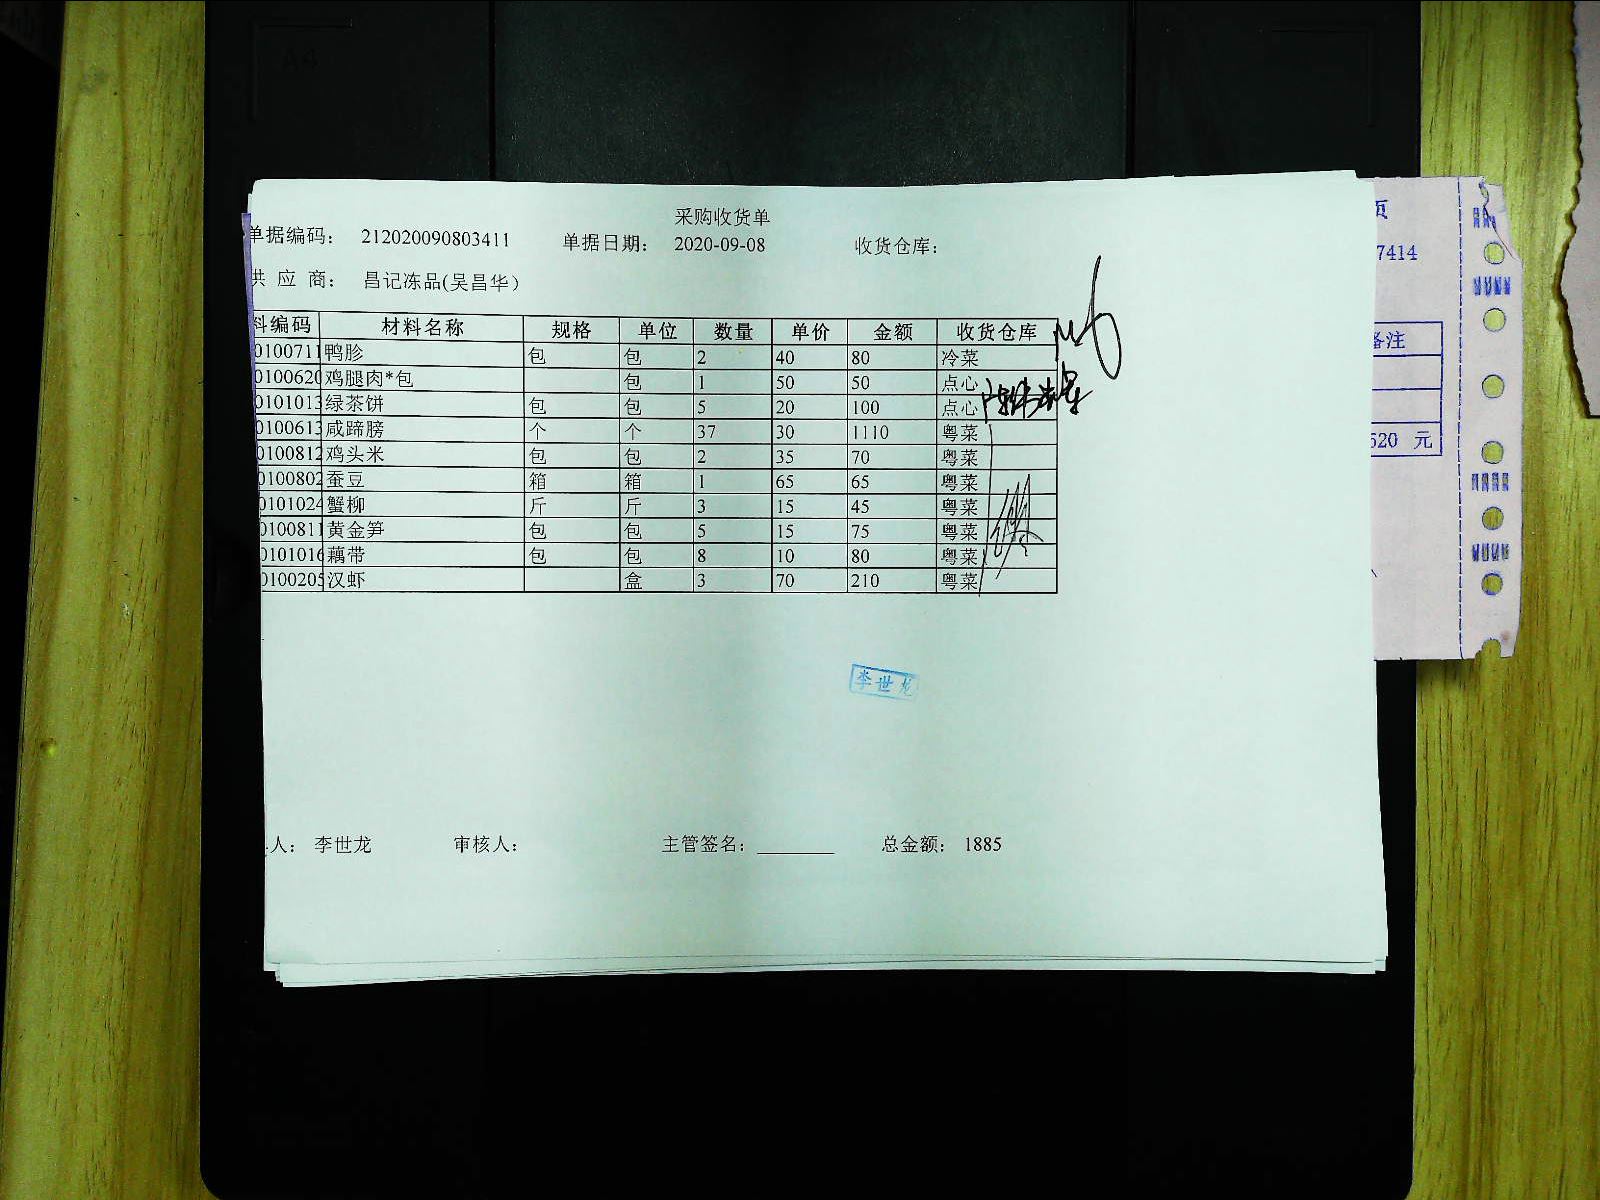 采购收货单
单据编码： 212020090803411 单据日期： 2020-09-08 收货仓库：
供 应 商： 昌记冻品(吴昌华）
料编码 材料名称 规格 单位 数量 单价 金额 收货仓库
0100711 鸭胗 包 包 2 40 80 冷菜
0100620 鸡腿肉*包 包 1 50 50 点心
0101013 绿茶饼 包 包 5 20 100 点心
0100613 咸蹄膀 个 个 37 30 1110 粤菜
0100812 鸡头米 包 包 2 35 70 粤菜
0100802 蚕豆 箱 箱 1 65 65 粤菜
0101024 蟹柳 斤 斤 3 15 45 粤菜
0100811 黄金笋 包 包 5 15 75 粤菜
0101016 藕带 包 包 8 10 80 粤菜
0100205 汉虾 盒 3 70 210 粤菜
李世龙
人： 李世龙 审核人： 主管签名： 总金额： 1885
页
7414
备注
520 元
A4